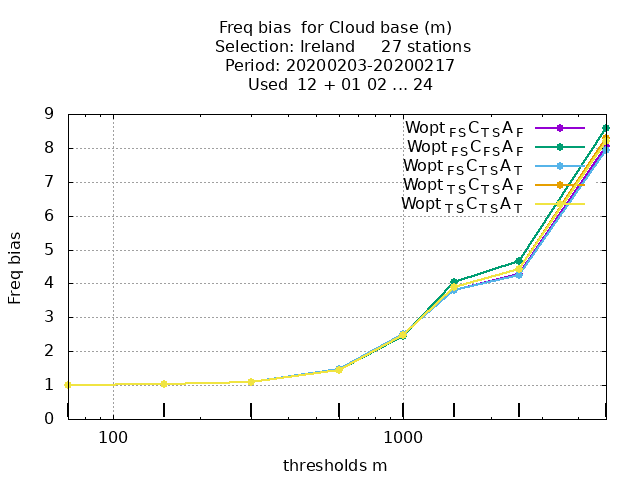 Freq bias  for Cloud base (m)
Selection: Ireland     27 stations
Period: 20200203-20200217
Used  12 + 01 02 ... 24
Wopt FS C TS A F
Wopt FS C FS A F
Wopt FS C TS A T
Wopt TS C TS A F
Wopt TS C TS A T
Freq bias
9
8
7
6
5
4
3
2
1
0
100
1000
thresholds m